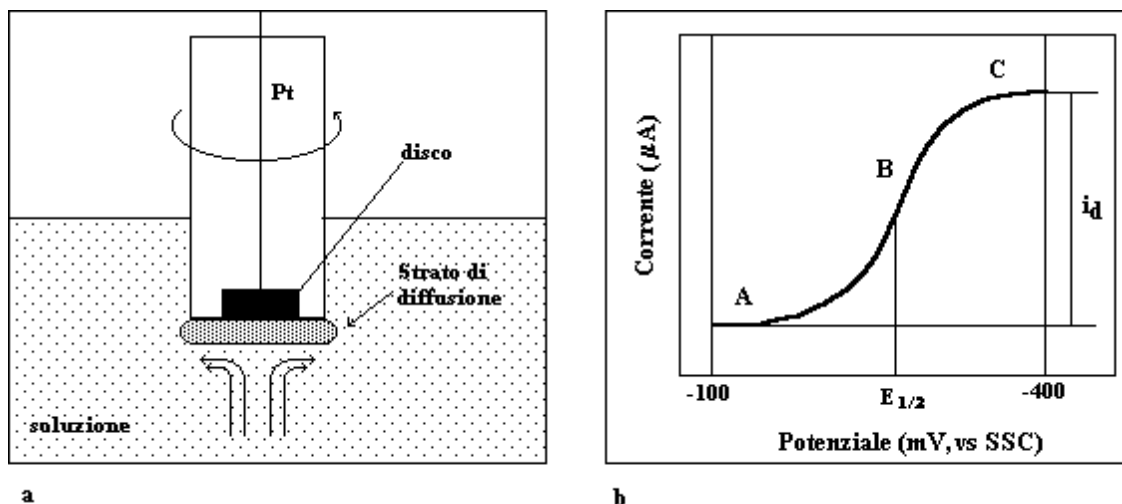 Pt
disco
Strato di
diffusione
soluzione
a
Corrente (µA)
A
B
C
i d
-100
E 1/2
-400
Potenziale (mV, vs SSC)
b